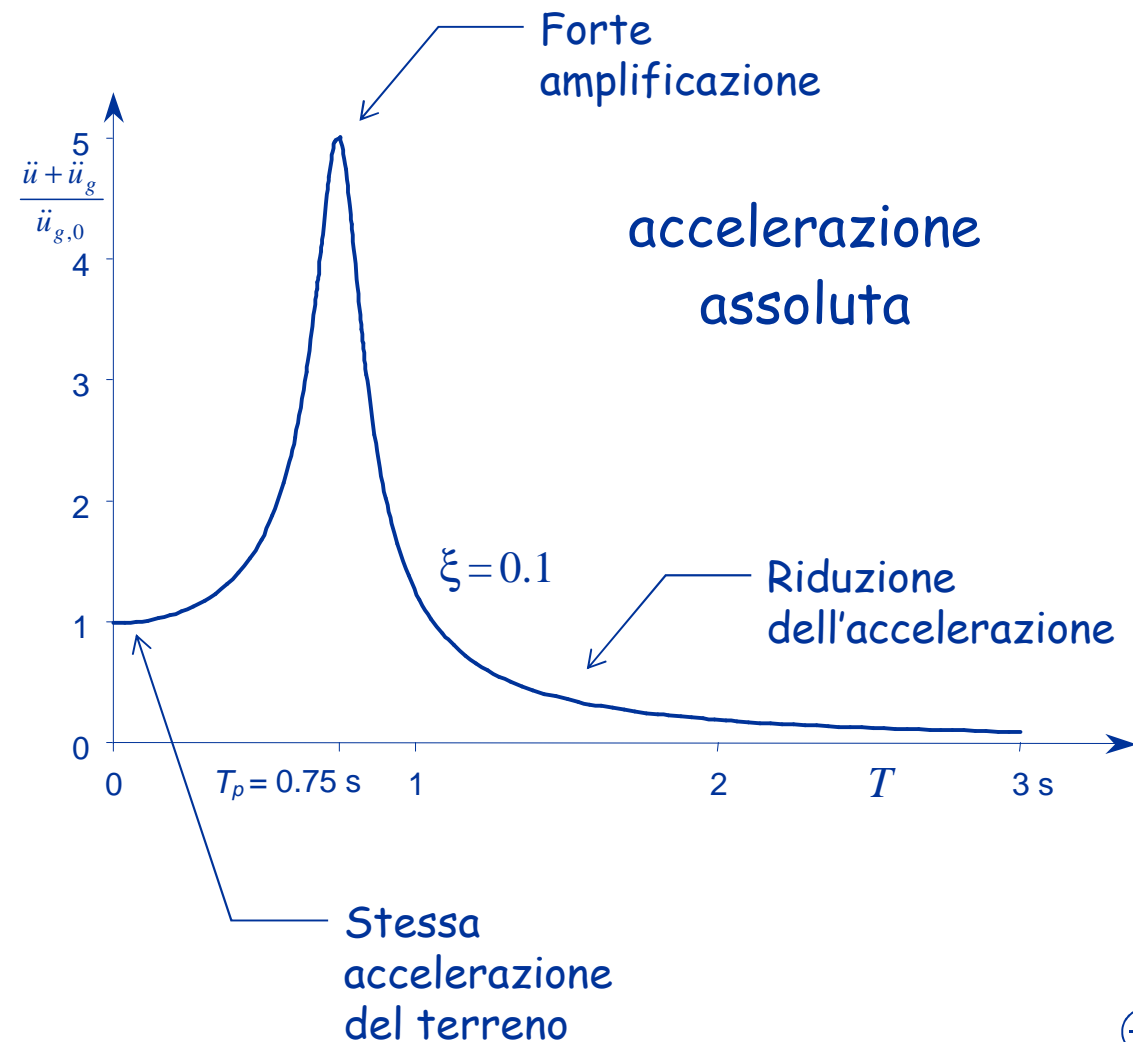 Forte
amplificazione
5
ü + ü_g
ü_g,0
accelerazione
assoluta
4
3
2
ξ = 0.1
Riduzione
dell'accelerazione
1
0
0
T_p = 0.75 s
1
2
T
3 s
Stessa
accelerazione
del terreno